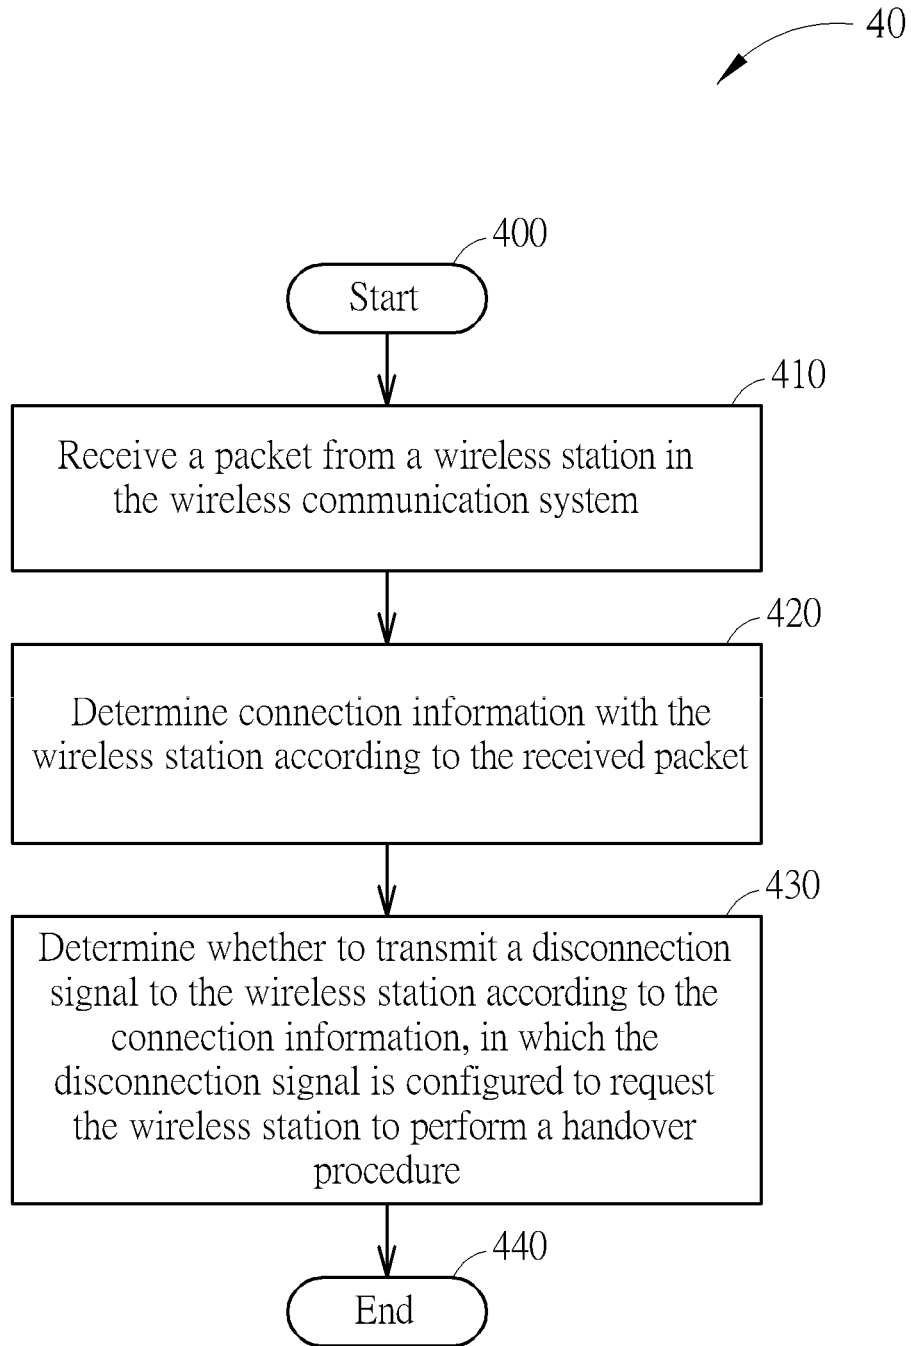 40
400
Start
410
Receive a packet from a wireless station in
the wireless communication system
420
Determine connection information with the
wireless station according to the received packet
430
Determine whether to transmit a disconnection
signal to the wireless station according to the
connection information, in which the
disconnection signal is configured to request
the wireless station to perform a handover
procedure
440
End